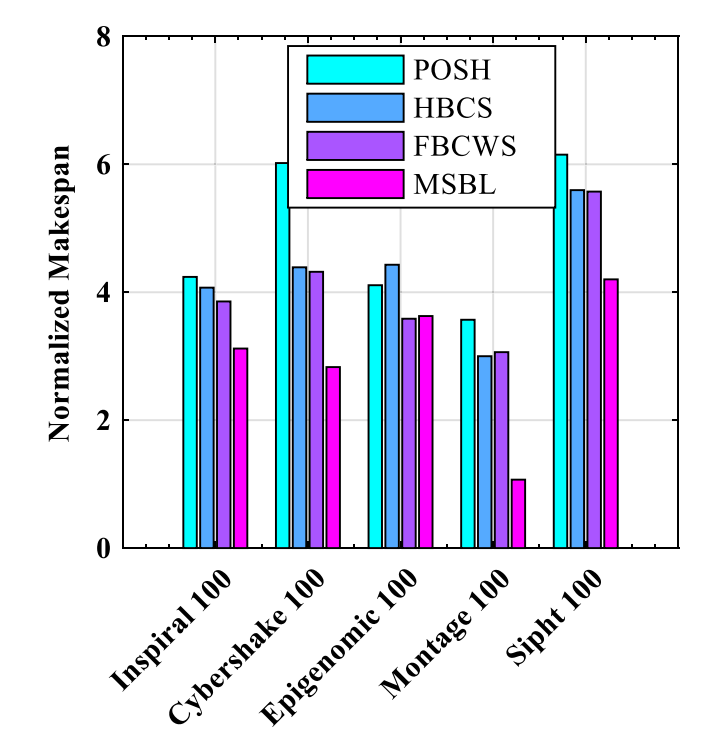 8
6
4
2
0
Normalized Makespan
POSH
HBCS
FBCWS
MSBL
Inspiral 100
Cybershake 100
Epigenomic 100
Montage 100
Sipht 100